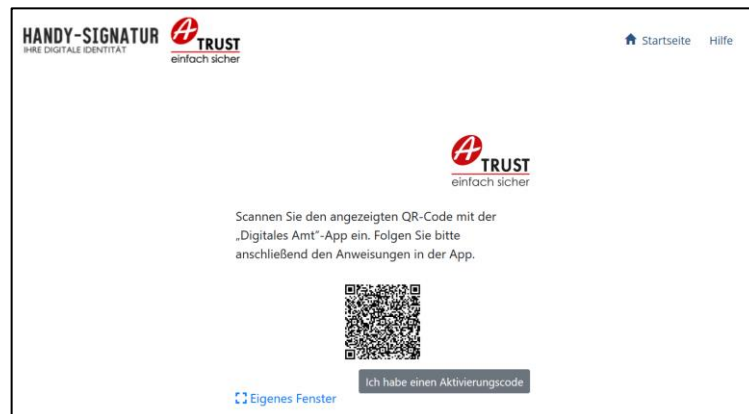 HANDY-SIGNATUR
IHRE DIGITALE IDENTITÄT
A TRUST
einfach sicher
Startseite Hilfe
A TRUST
einfach sicher
Scannen Sie den angezeigten QR-Code mit der
„Digitales Amt“-App ein. Folgen Sie bitte
anschließend den Anweisungen in der App.
Ich habe einen Aktivierungscode
Eigenes Fenster